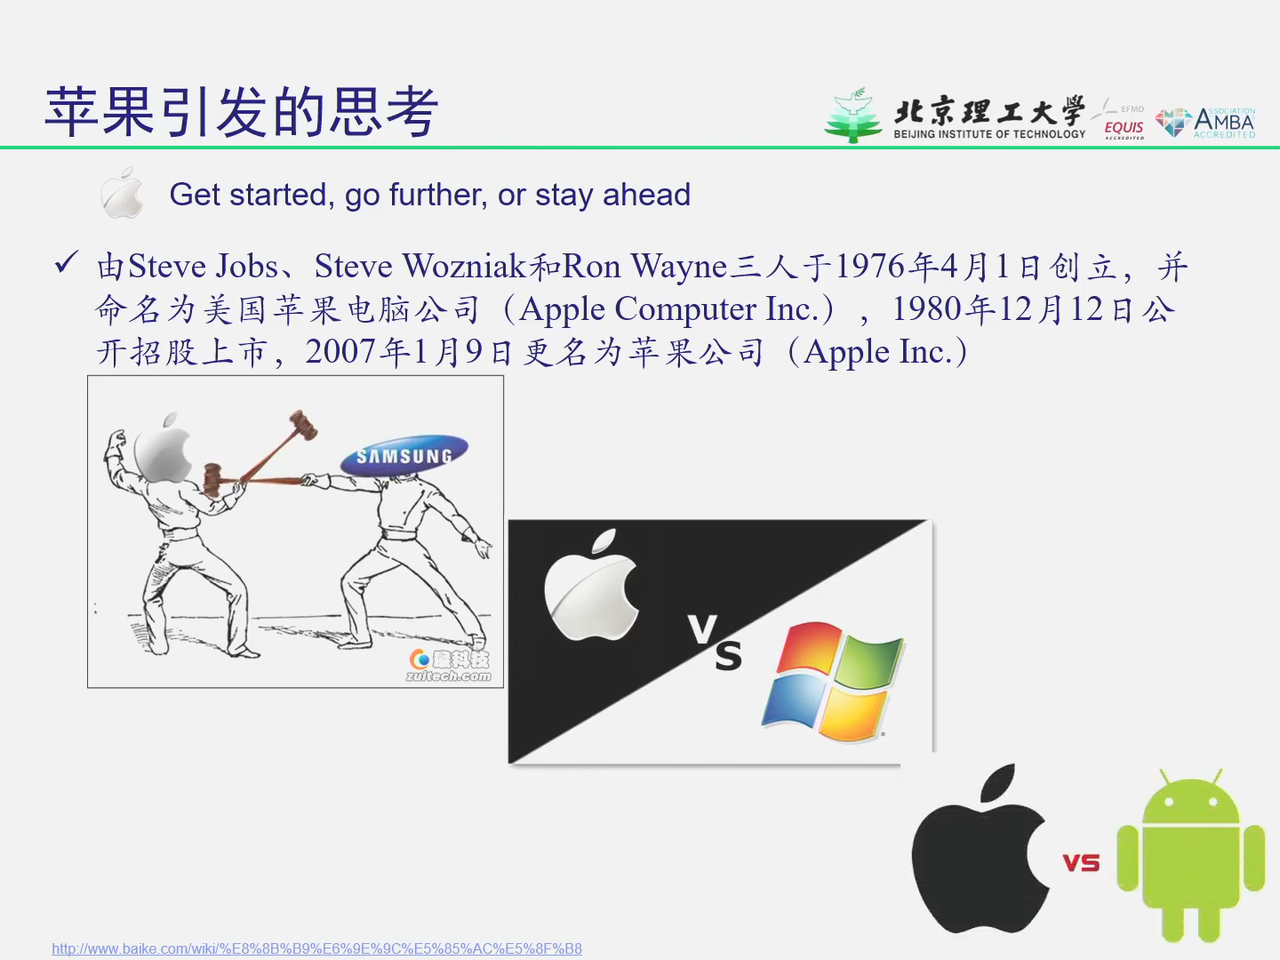 苹果引发的思考
北京理工大学
BEIJING INSTITUTE OF TECHNOLOGY
EFMD
EQUIS
ACCREDITED
ASSOCIATION
AMBA
ACCREDITED
Get started, go further, or stay ahead
✓ 由Steve Jobs、Steve Wozniak和Ron Wayne三人于1976年4月1日创立，并
命名为美国苹果电脑公司（Apple Computer Inc.），1980年12月12日公
开招股上市，2007年1月9日更名为苹果公司（Apple Inc.）
SAMSUNG
科技
zuitech.com
VS
VS
http://www.baike.com/wiki/%E8%8B%B9%E6%9E%9C%E5%85%AC%E5%8F%B8